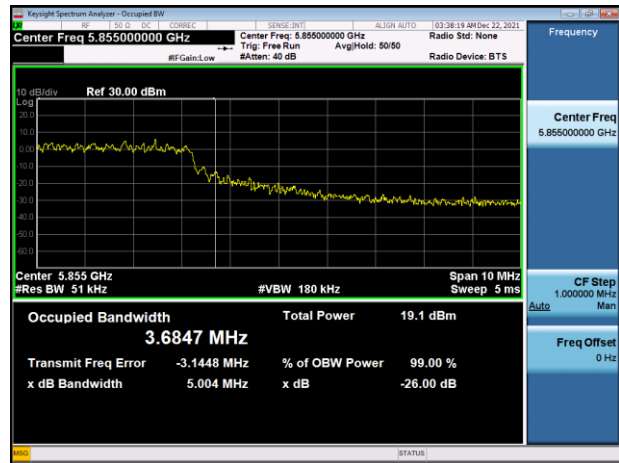 Keysight Spectrum Analyzer - Occupied BW
RF 50 Ω DC CORREC SENSE:INT ALIGN AUTO 03:38:19 AM Dec 22, 2021
Center Freq 5.855000000 GHz Center Freq: 5.855000000 GHz Radio Std: None
Trig: Free Run Avg|Hold: 50/50
#IFGain:Low #Atten: 40 dB Radio Device: BTS
Frequency
10 dB/div Ref 30.00 dBm
Log
20.0
10.0
0.00
-10.0
-20.0
-30.0
-40.0
-50.0
-60.0
Center 5.855 GHz Span 10 MHz
#Res BW 51 kHz #VBW 180 kHz Sweep 5 ms
Occupied Bandwidth Total Power 19.1 dBm
3.6847 MHz
Transmit Freq Error -3.1448 MHz % of OBW Power 99.00 %
x dB Bandwidth 5.004 MHz x dB -26.00 dB
Center Freq
5.855000000 GHz
CF Step
1.000000 MHz
Auto Man
Freq Offset
0 Hz
MSG STATUS